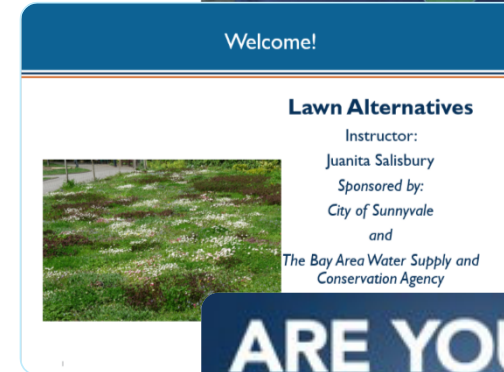 Welcome!
Lawn Alternatives
Instructor:
Juanita Salisbury
Sponsored by:
City of Sunnyvale
and
The Bay Area Water Supply and
Conservation Agency
ARE YOU